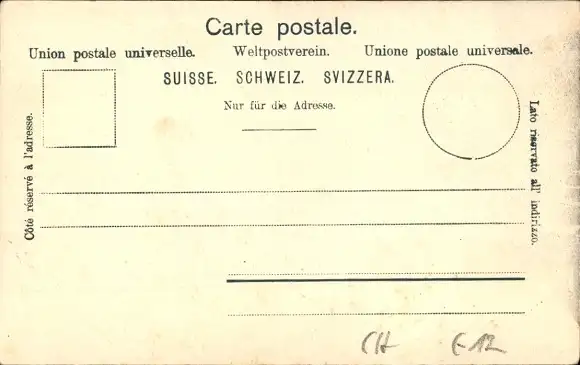 Carte postale.
Union postale universelle. Weltpostverein. Unione postale universale.
SUISSE. SCHWEIZ. SVIZZERA.
Nur für die Adresse.
Côté réservé à l'adresse.
Lato riservato all' indirizzo.
CH E12